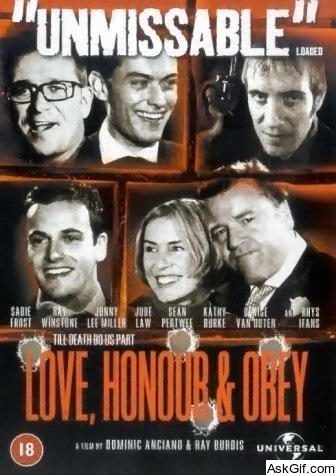 "UNMISSABLE"
LOADED
SADIE FROST RAY WINSTONE JONNY LEE MILLER JUDE LAW SEAN PERTWEE KATHY BURKE DENISE VAN OUTEN AND RHYS IFANS
TILL DEATH DO US PART
LOVE, HONOUR & OBEY
18
A FILM BY DOMINIC ANCIANO & RAY BURDIS
UNIVERSAL
AskGif.com